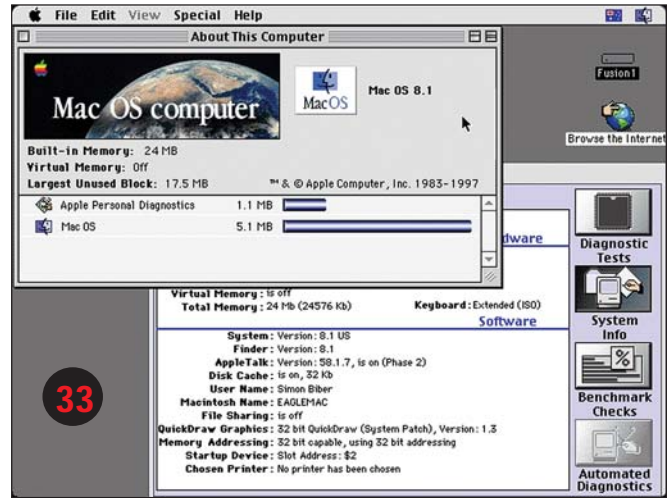 File Edit View Special Help
About This Computer
Mac OS computer
MacOS
Mac OS 8.1
Built-in Memory: 24 MB
Virtual Memory: Off
Largest Unused Block: 17.5 MB
™ & © Apple Computer, Inc. 1983-1997
Apple Personal Diagnostics 1.1 MB
Mac OS 5.1 MB
Fusion1
Browse the Internet
dware
Virtual Memory: is off
Total Memory: 24 Mb (24576 Kb)
Keyboard: Extended (ISO)
Software
System: Version: 8.1 US
Finder: Version: 8.1
AppleTalk: Version: 58.1.7, is on (Phase 2)
Disk Cache: is on, 32 Kb
User Name: Simon Biber
Macintosh Name: EAGLEMAC
File Sharing: is off
QuickDraw Graphics: 32 bit QuickDraw (System Patch), Version: 1.3
Memory Addressing: 32 bit capable, using 32 bit addressing
Startup Device: Slot Address: $2
Chosen Printer: No printer has been chosen
Diagnostic
Tests
System
Info
Benchmark
Checks
Automated
Diagnostics
33